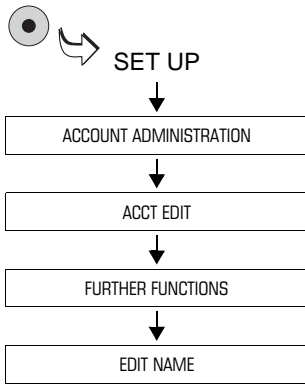 SET UP
ACCOUNT ADMINISTRATION
ACCT EDIT
FURTHER FUNCTIONS
EDIT NAME